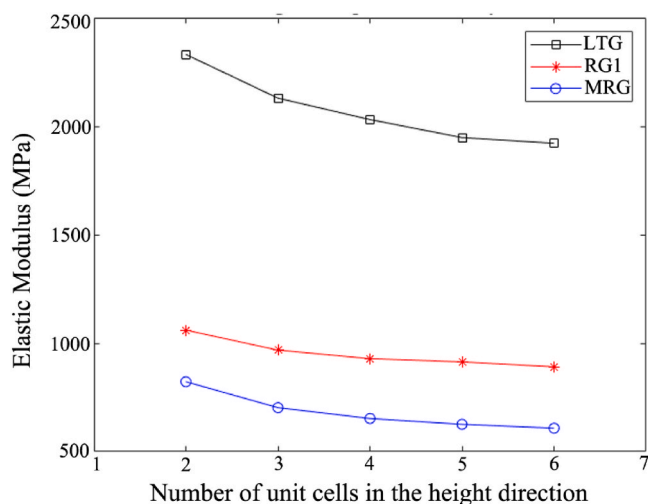 2500
2000
1500
1000
500
LTG
RG1
MRG
Elastic Modulus (MPa)
1 2 3 4 5 6 7
Number of unit cells in the height direction